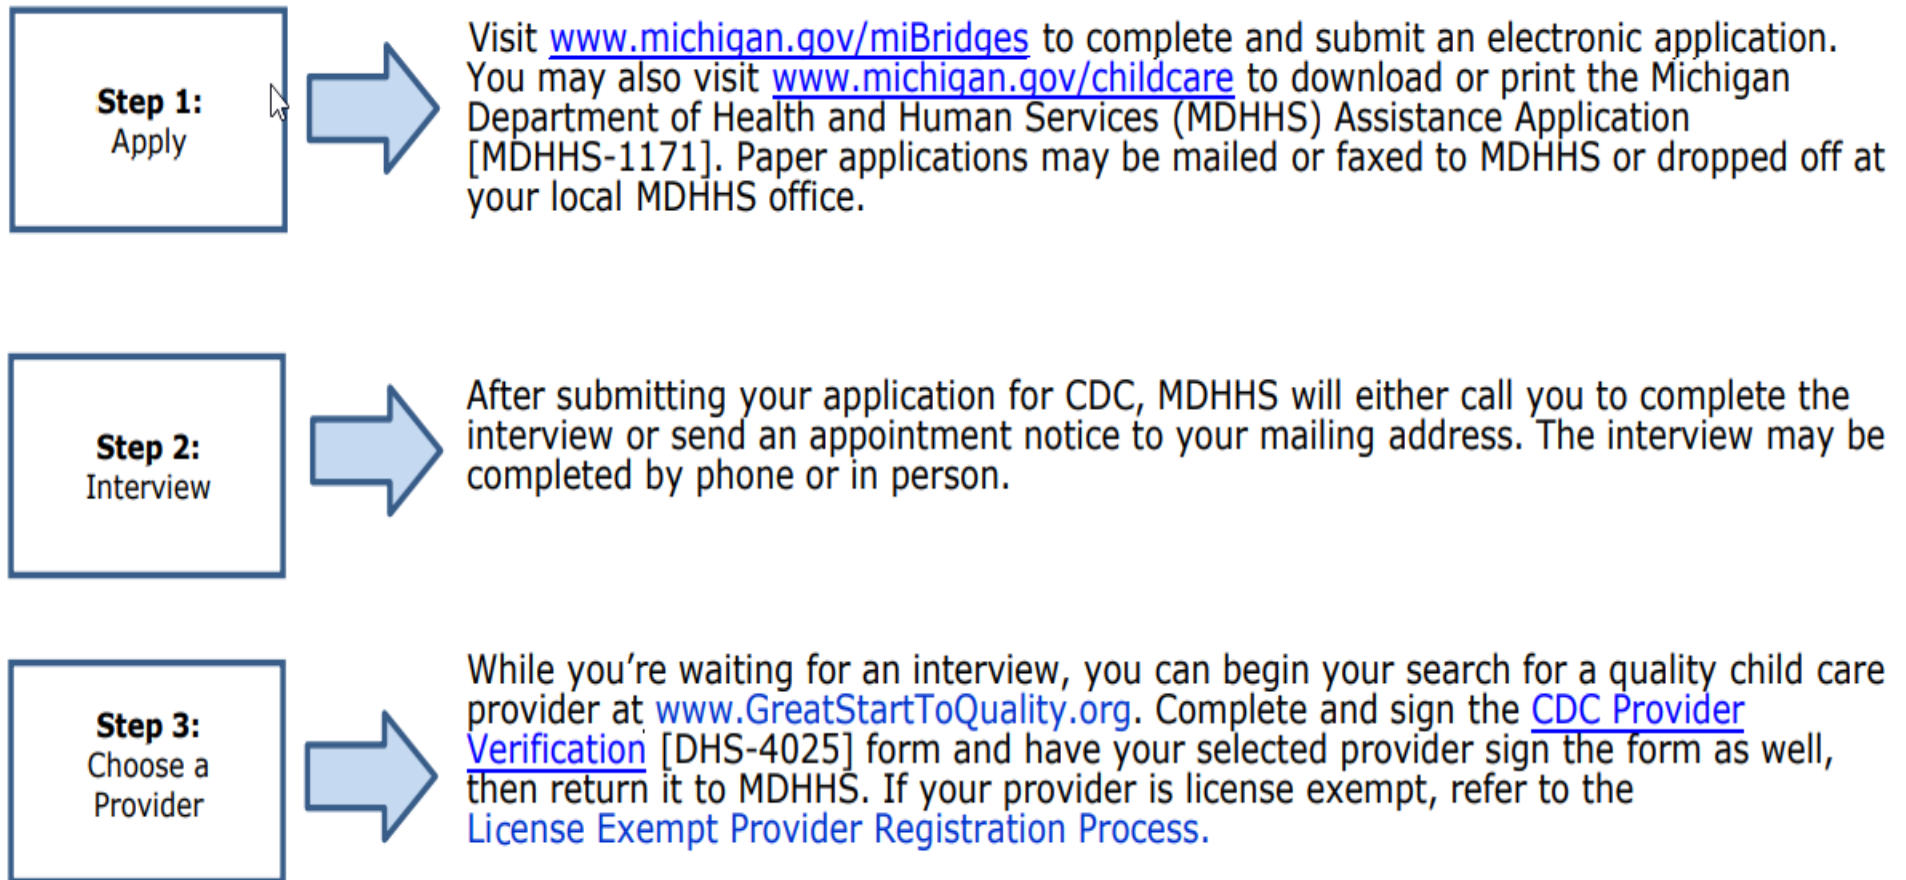 Step 1:
Apply
Visit www.michigan.gov/miBridges to complete and submit an electronic application.
You may also visit www.michigan.gov/childcare to download or print the Michigan
Department of Health and Human Services (MDHHS) Assistance Application
[MDHHS-1171]. Paper applications may be mailed or faxed to MDHHS or dropped off at
your local MDHHS office.
Step 2:
Interview
After submitting your application for CDC, MDHHS will either call you to complete the
interview or send an appointment notice to your mailing address. The interview may be
completed by phone or in person.
Step 3:
Choose a
Provider
While you’re waiting for an interview, you can begin your search for a quality child care
provider at www.GreatStartToQuality.org. Complete and sign the CDC Provider
Verification [DHS-4025] form and have your selected provider sign the form as well,
then return it to MDHHS. If your provider is license exempt, refer to the
License Exempt Provider Registration Process.